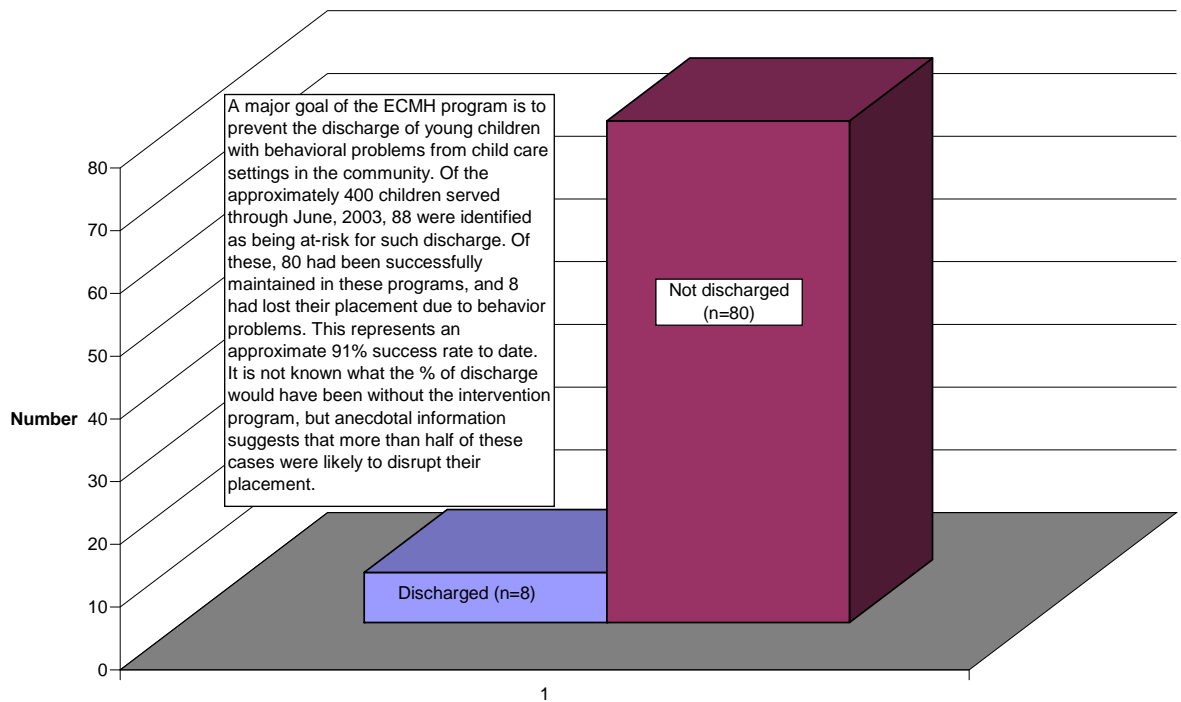 A major goal of the ECMH program is to
prevent the discharge of young children
with behavioral problems from child care
settings in the community. Of the
approximately 400 children served
through June, 2003, 88 were identified
as being at-risk for such discharge. Of
these, 80 had been successfully
maintained in these programs, and 8
had lost their placement due to behavior
problems. This represents an
approximate 91% success rate to date.
It is not known what the % of discharge
would have been without the intervention
program, but anecdotal information
suggests that more than half of these
cases were likely to disrupt their
placement.
80
70
60
50
Number 40
30
20
10
0
Not discharged
(n=80)
Discharged (n=8)
1